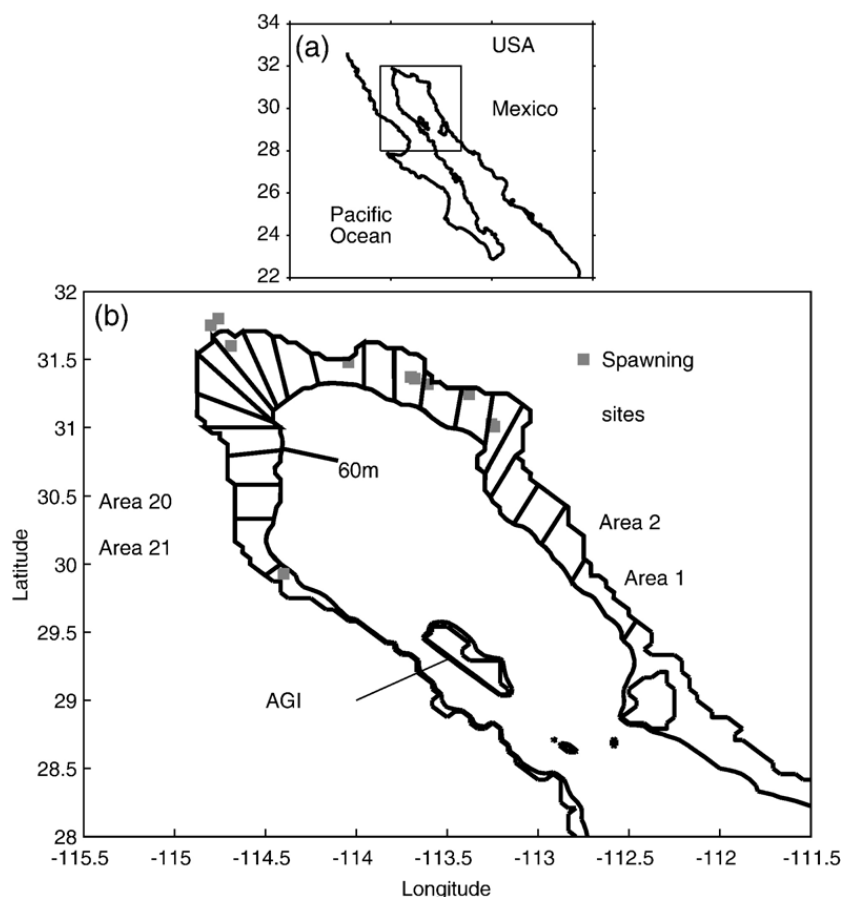 34
(a)
USA
32
30
Mexico
28
26
Pacific
Ocean
24
22
32
(b)
31.5
Spawning
sites
31
60m
30.5
Area 20
Area 2
Area 21
30
Area 1
Latitude
29.5
AGI
29
28.5
28
-115.5 -115 -114.5 -114 -113.5 -113 -112.5 -112 -111.5
Longitude